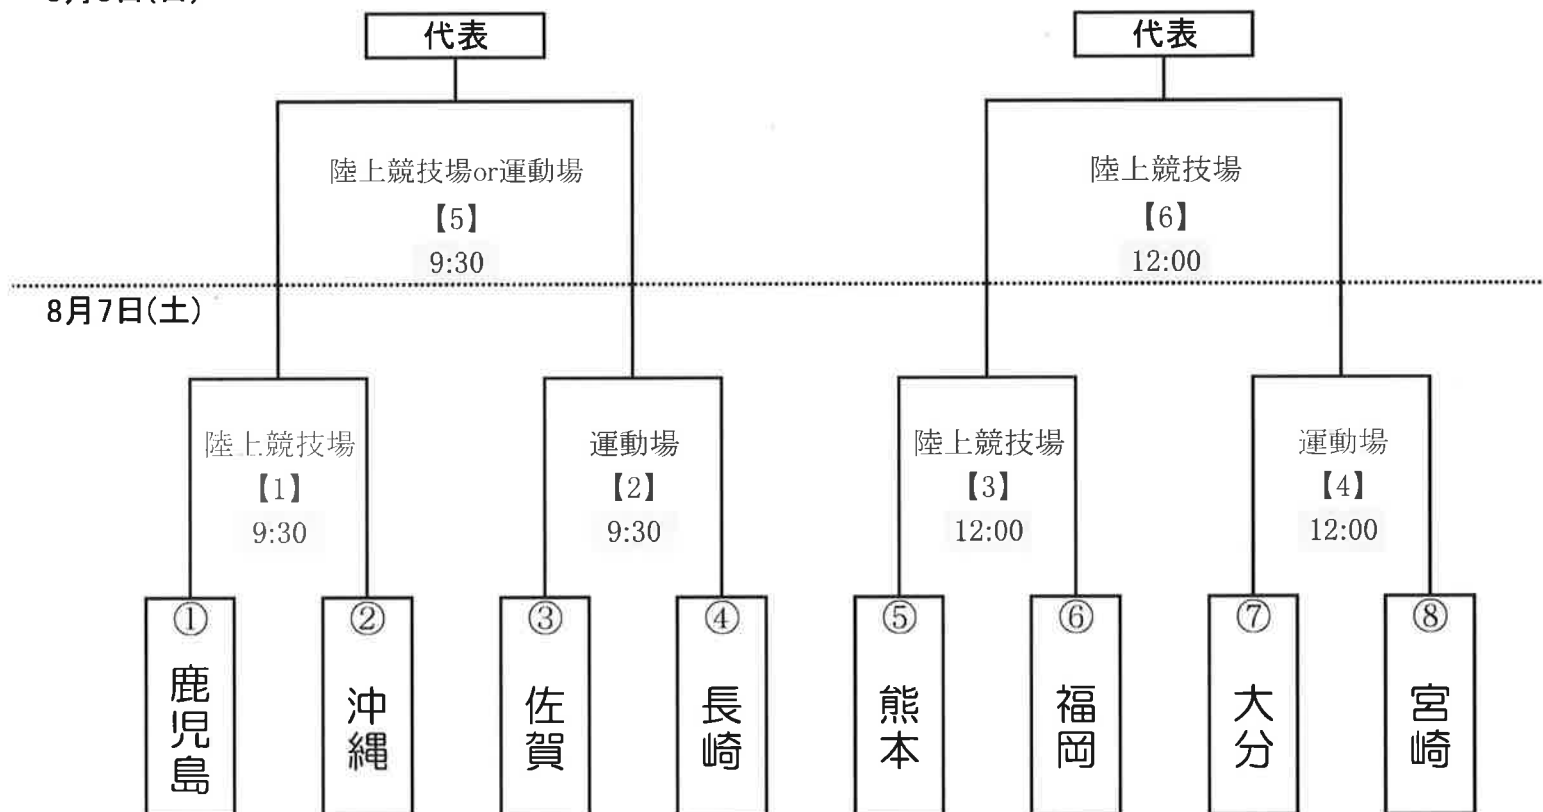 代表
代表
陸上競技場or運動場
【5】
9:30
陸上競技場
【6】
12:00
8月7日(土)
陸上競技場
【1】
9:30
運動場
【2】
9:30
陸上競技場
【3】
12:00
運動場
【4】
12:00
①
鹿児島
②
沖縄
③
佐賀
④
長崎
⑤
熊本
⑥
福岡
⑦
大分
⑧
宮崎